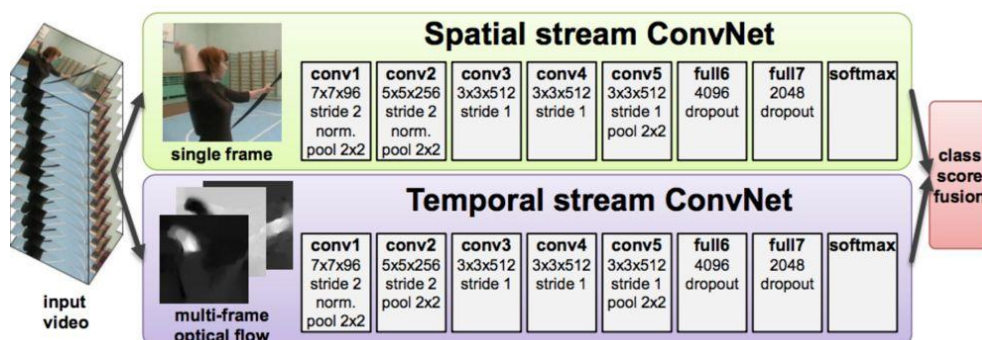 Spatial stream ConvNet
conv1
7x7x96
stride 2
norm.
pool 2x2
conv2
5x5x256
stride 2
norm.
pool 2x2
conv3
3x3x512
stride 1
conv4
3x3x512
stride 1
conv5
3x3x512
stride 1
pool 2x2
full6
4096
dropout
full7
2048
dropout
softmax
single frame
Temporal stream ConvNet
conv1
7x7x96
stride 2
norm.
pool 2x2
conv2
5x5x256
stride 2
pool 2x2
conv3
3x3x512
stride 1
conv4
3x3x512
stride 1
conv5
3x3x512
stride 1
pool 2x2
full6
4096
dropout
full7
2048
dropout
softmax
input
video
multi-frame
optical flow
class
score
fusion